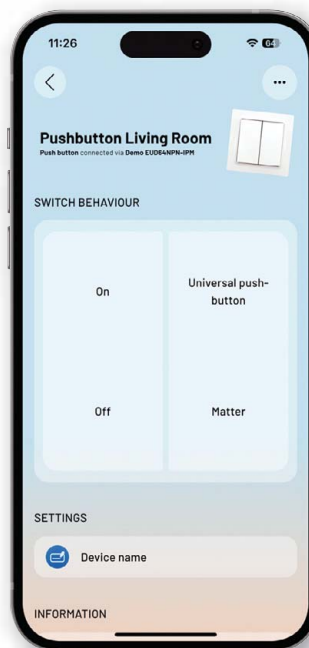 11:26
64
Pushbutton Living Room
Push button connected via Demo EUD64NPN-IPM
SWITCH BEHAVIOUR
On
Universal push-
button
Off
Matter
SETTINGS
Device name
INFORMATION